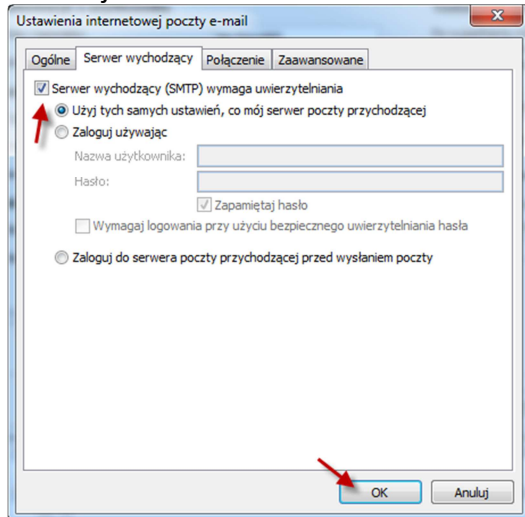 Ustawienia internetowej poczty e-mail
Ogólne Serwer wychodzący Połączenie Zaawansowane
Serwer wychodzący (SMTP) wymaga uwierzytelniania
Użyj tych samych ustawień, co mój serwer poczty przychodzącej
Zaloguj używając
Nazwa użytkownika:
Hasło:
Zapamiętaj hasło
Wymagaj logowania przy użyciu bezpiecznego uwierzytelniania hasła
Zaloguj do serwera poczty przychodzącej przed wysłaniem poczty
OK Anuluj